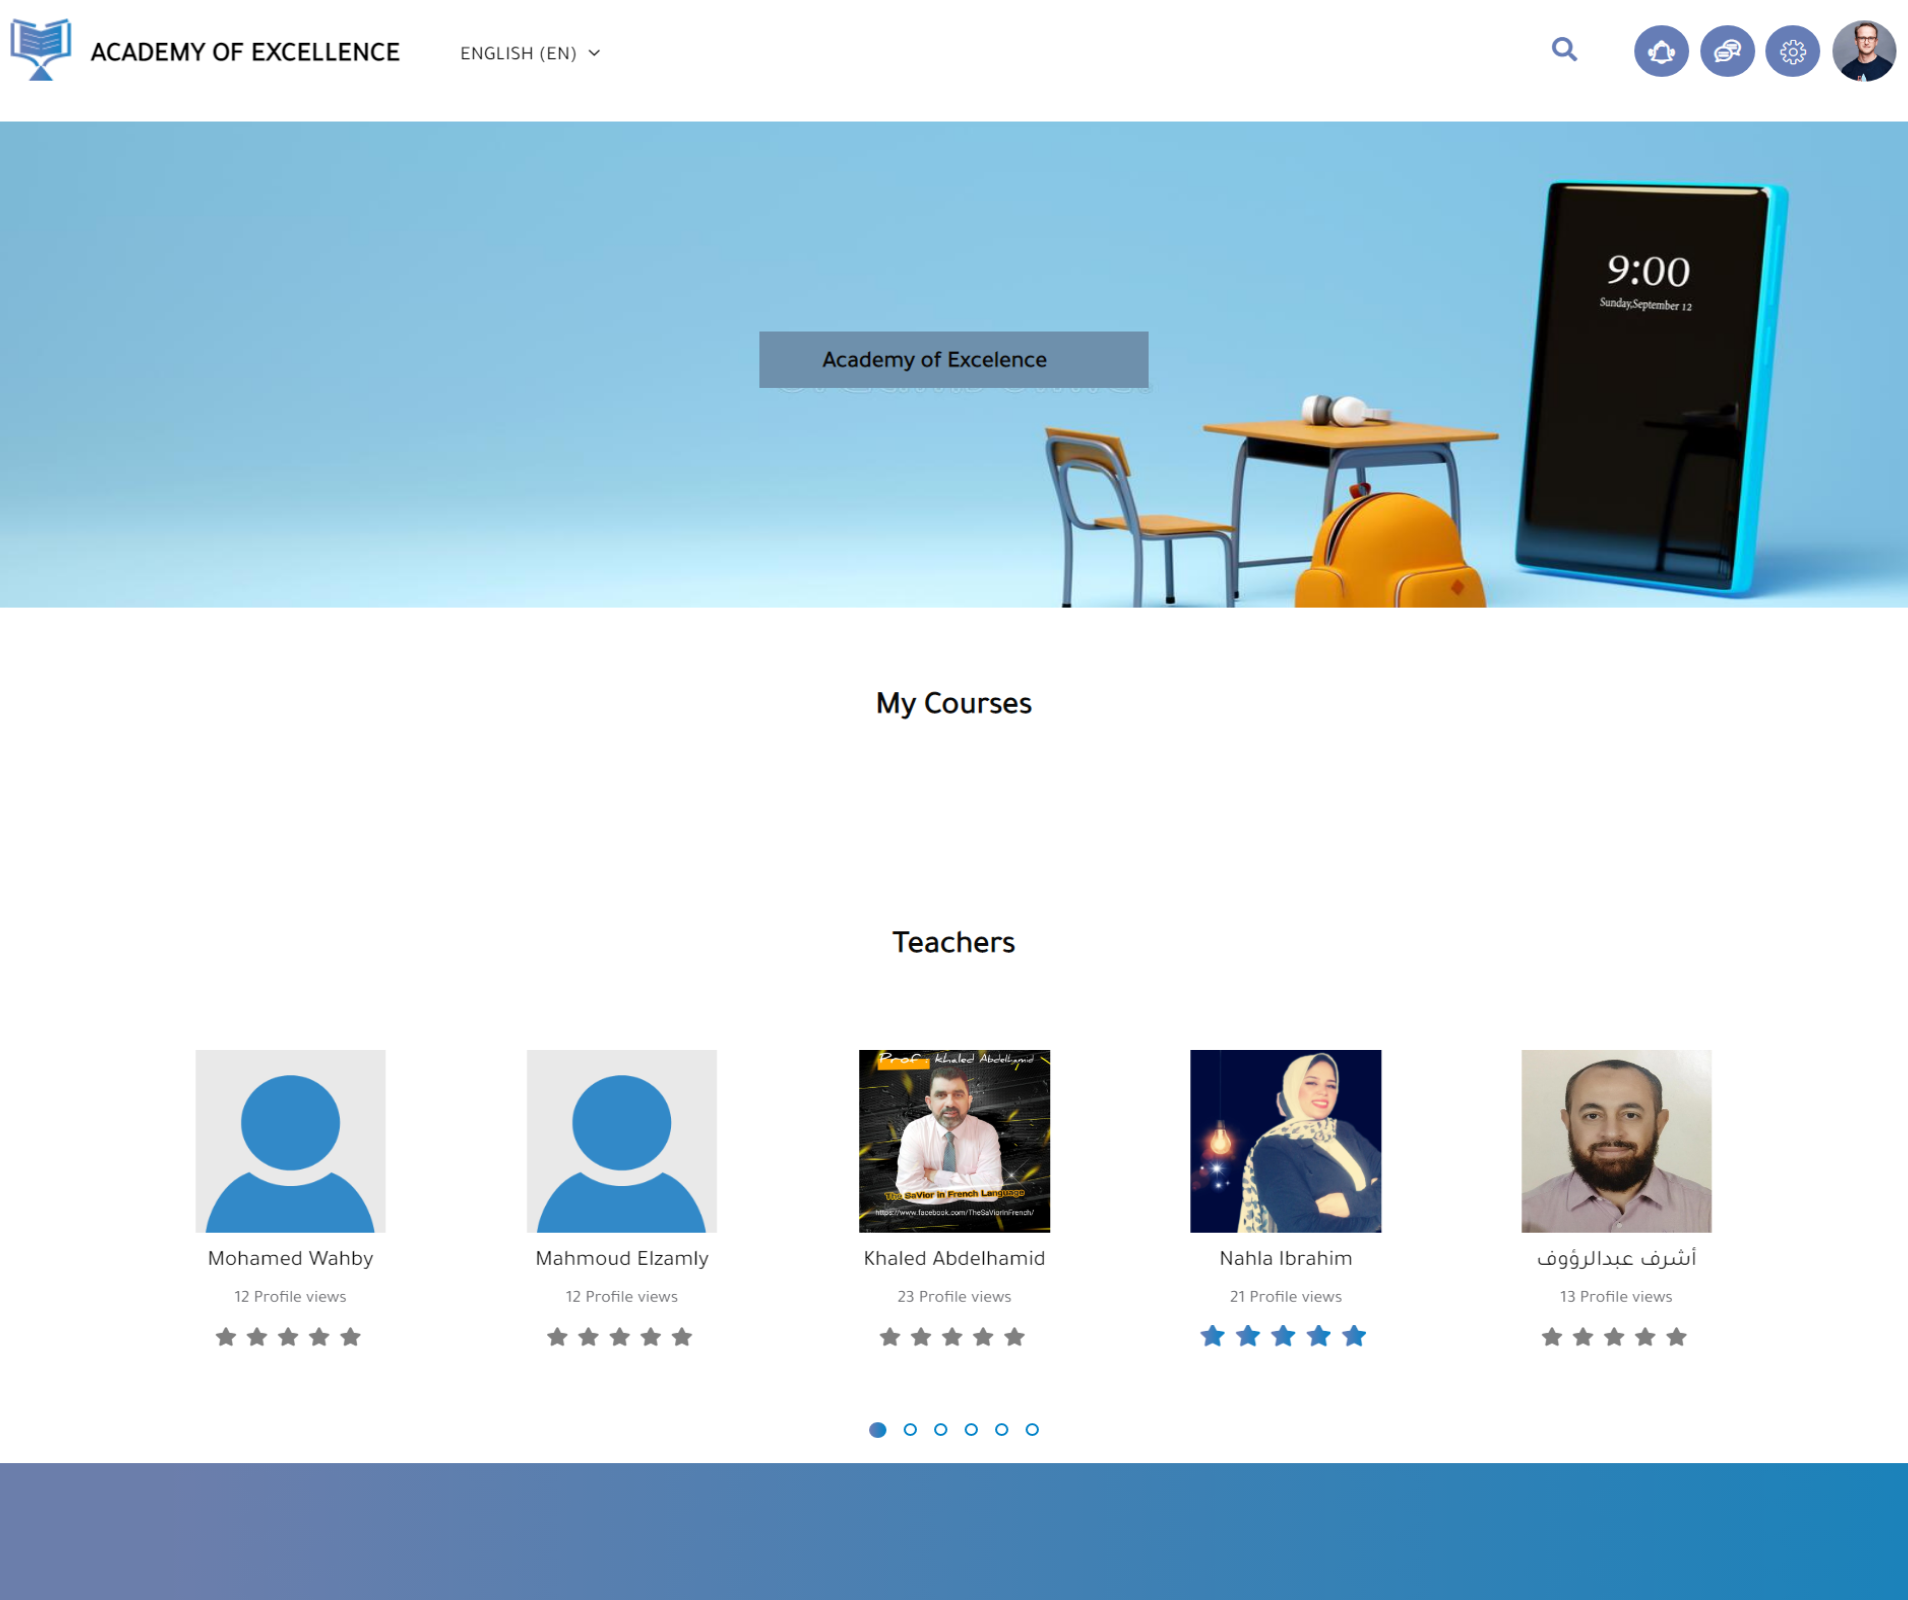 ACADEMY OF EXCELLENCE
ENGLISH (EN)
9:00
Sunday,September 12
Academy of Excelence
My Courses
Teachers
Prof : Khaled Abdelhamid
The SaVior in French Language
https://www.facebook.com/TheSaViorInFrench/
Mohamed Wahby
Mahmoud Elzamly
Khaled Abdelhamid
Nahla Ibrahim
أشرف عبدالرؤوف
12 Profile views
12 Profile views
23 Profile views
21 Profile views
13 Profile views